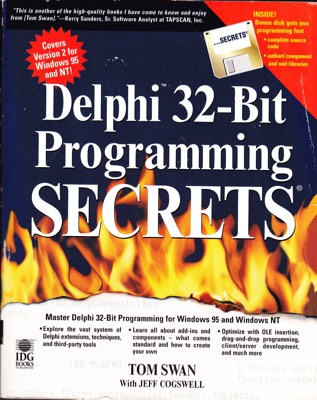 "This is another of the high-quality books I have come to know and enjoy
from [Tom Swan]."—Kerry Sanders, Sr. Software Analyst at TAPSCAN, Inc.
INSIDE!
Bonus disk gets you
programming fast
• complete source
code
• authors' component
and unit libraries
...SECRETS®
Covers
Version 2 for
Windows 95
and NT!
Delphi™ 32-Bit
Programming
SECRETS®
Master Delphi 32-Bit Programming for Windows 95 and Windows NT
• Explore the vast system of
Delphi extensions, techniques,
and third-party tools
• Learn all about add-ins and
components – what comes
standard and how to create
your own
• Optimize with OLE insertion,
drag-and-drop programming,
client/server development,
and much more
IDG
BOOKS
WORLDWIDE
TOM SWAN
With JEFF COGSWELL